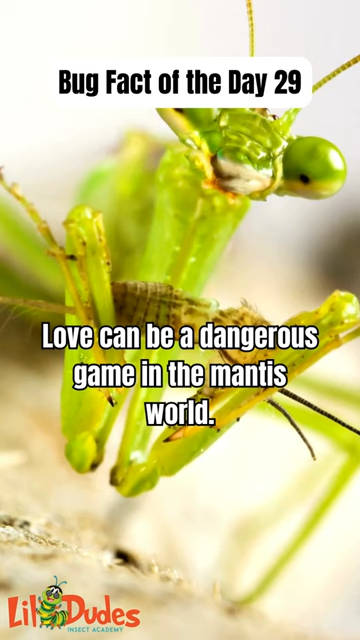 Bug Fact of the Day 29
Love can be a dangerous
game in the mantis
world.
Lil Dudes
INSECT ACADEMY